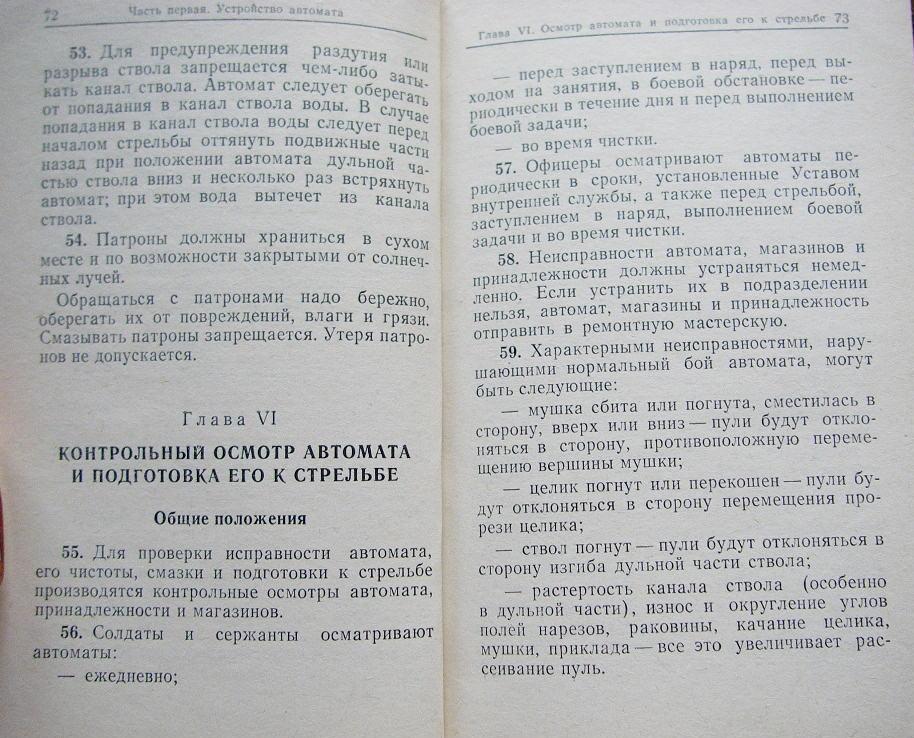 72 Часть первая. Устройство автомата
53. Для предупреждения раздутия или
разрыва ствола запрещается чем-либо заты-
кать канал ствола. Автомат следует оберегать
от попадания в канал ствола воды. В случае
попадания в канал ствола воды следует перед
началом стрельбы оттянуть подвижные части
назад при положении автомата дульной ча-
стью ствола вниз и несколько раз встряхнуть
автомат; при этом вода вытечет из канала
ствола.
54. Патроны должны храниться в сухом
месте и по возможности закрытыми от солнеч-
ных лучей.
Обращаться с патронами надо бережно,
оберегать их от повреждений, влаги и грязи.
Смазывать патроны запрещается. Утеря патро-
нов не допускается.
Глава VI
КОНТРОЛЬНЫЙ ОСМОТР АВТОМАТА
И ПОДГОТОВКА ЕГО К СТРЕЛЬБЕ
Общие положения
55. Для проверки исправности автомата,
его чистоты, смазки и подготовки к стрельбе
производятся контрольные осмотры автомата,
принадлежности и магазинов.
56. Солдаты и сержанты осматривают
автоматы:
— ежедневно;
Глава VI. Осмотр автомата и подготовка его к стрельбе 73
— перед заступлением в наряд, перед вы-
ходом на занятия, в боевой обстановке — пе-
риодически в течение дня и перед выполнением
боевой задачи;
— во время чистки.
57. Офицеры осматривают автоматы пе-
риодически в сроки, установленные Уставом
внутренней службы, а также перед стрельбой,
заступлением в наряд, выполнением боевой
задачи и во время чистки.
58. Неисправности автомата, магазинов и
принадлежности должны устраняться немед-
ленно. Если устранить их в подразделении
нельзя, автомат, магазины и принадлежность
отправить в ремонтную мастерскую.
59. Характерными неисправностями, нару-
шающими нормальный бой автомата, могут
быть следующие:
— мушка сбита или погнута, сместилась в
сторону, вверх или вниз — пули будут откло-
няться в сторону, противоположную переме-
щению вершины мушки;
— целик погнут или перекошен — пули бу-
дут отклоняться в сторону перемещения про-
рези целика;
— ствол погнут — пули будут отклоняться в
сторону изгиба дульной части ствола;
— растертость канала ствола (особенно
в дульной части), износ и округление углов
полей нарезов, раковины, качание целика,
мушки, приклада — все это увеличивает рас-
сеивание пуль.